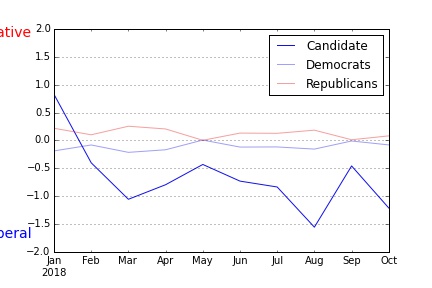 2.0
ative
1.5
1.0
0.5
0.0
−0.5
−1.0
−1.5
eral
−2.0
Candidate
Democrats
Republicans
Jan Feb Mar Apr May Jun Jul Aug Sep Oct
2018